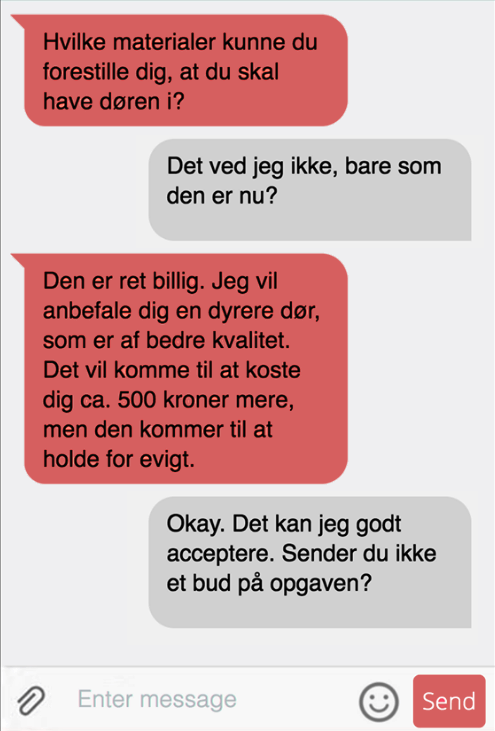 Hvilke materialer kunne du
forestille dig, at du skal
have døren i?
Det ved jeg ikke, bare som
den er nu?
Den er ret billig. Jeg vil
anbefale dig en dyrere dør,
som er af bedre kvalitet.
Det vil komme til at koste
dig ca. 500 kroner mere,
men den kommer til at
holde for evigt.
Okay. Det kan jeg godt
acceptere. Sender du ikke
et bud på opgaven?
Enter message
Send